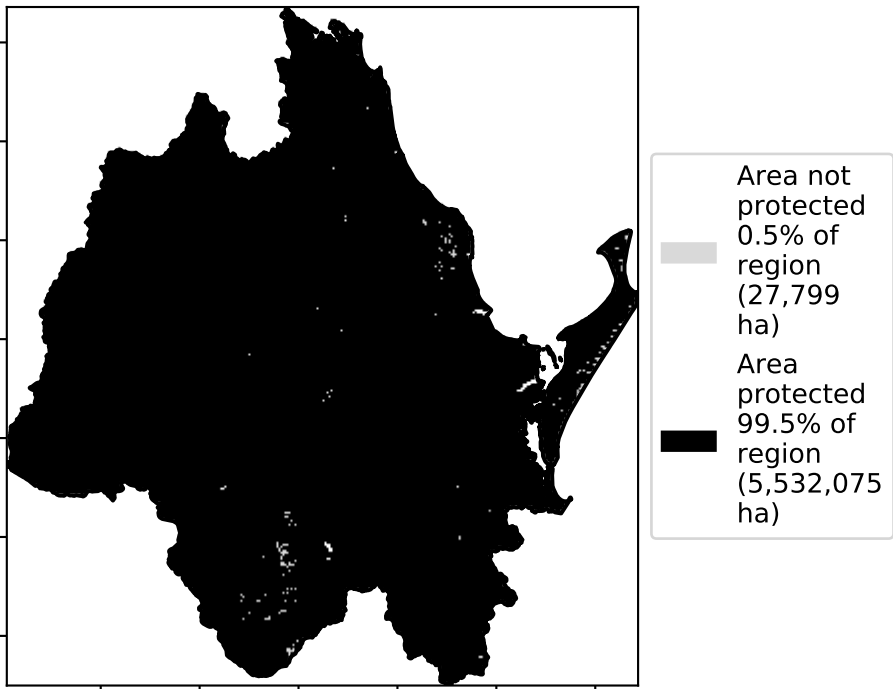 Area not
protected
0.5% of
region
(27,799
ha)
Area
protected
99.5% of
region
(5,532,075
ha)